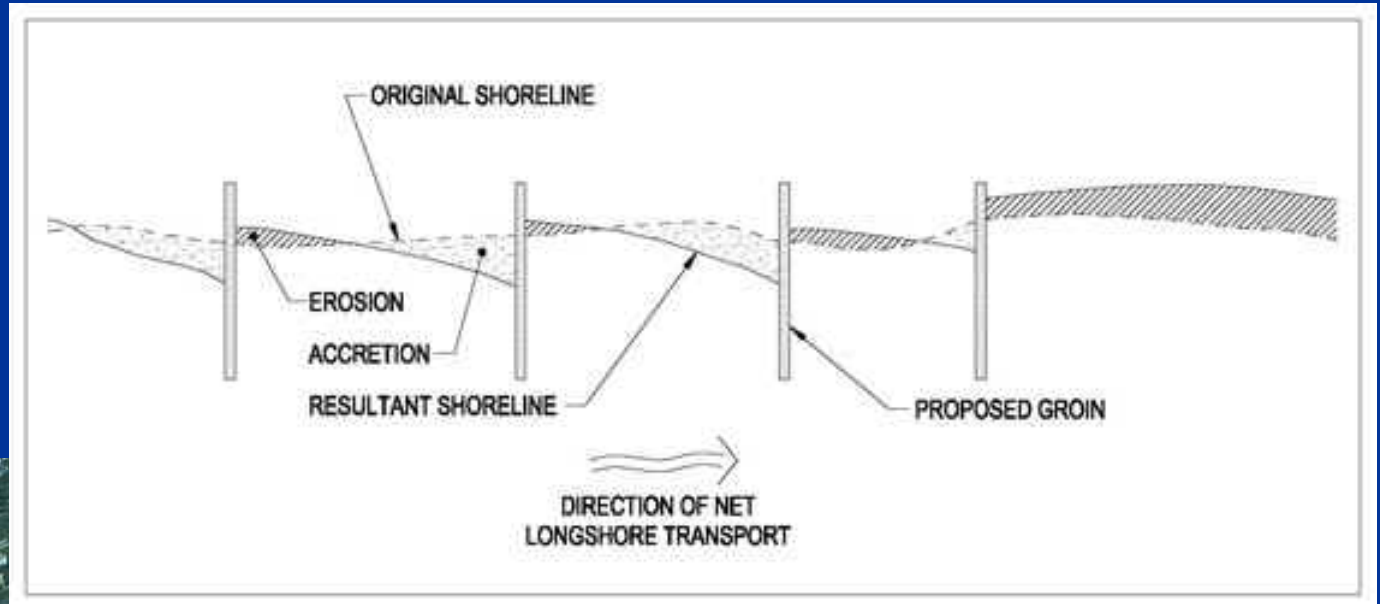 ORIGINAL SHORELINE
EROSION
ACCRETION
RESULTANT SHORELINE
PROPOSED GROIN
DIRECTION OF NET
LONGSHORE TRANSPORT